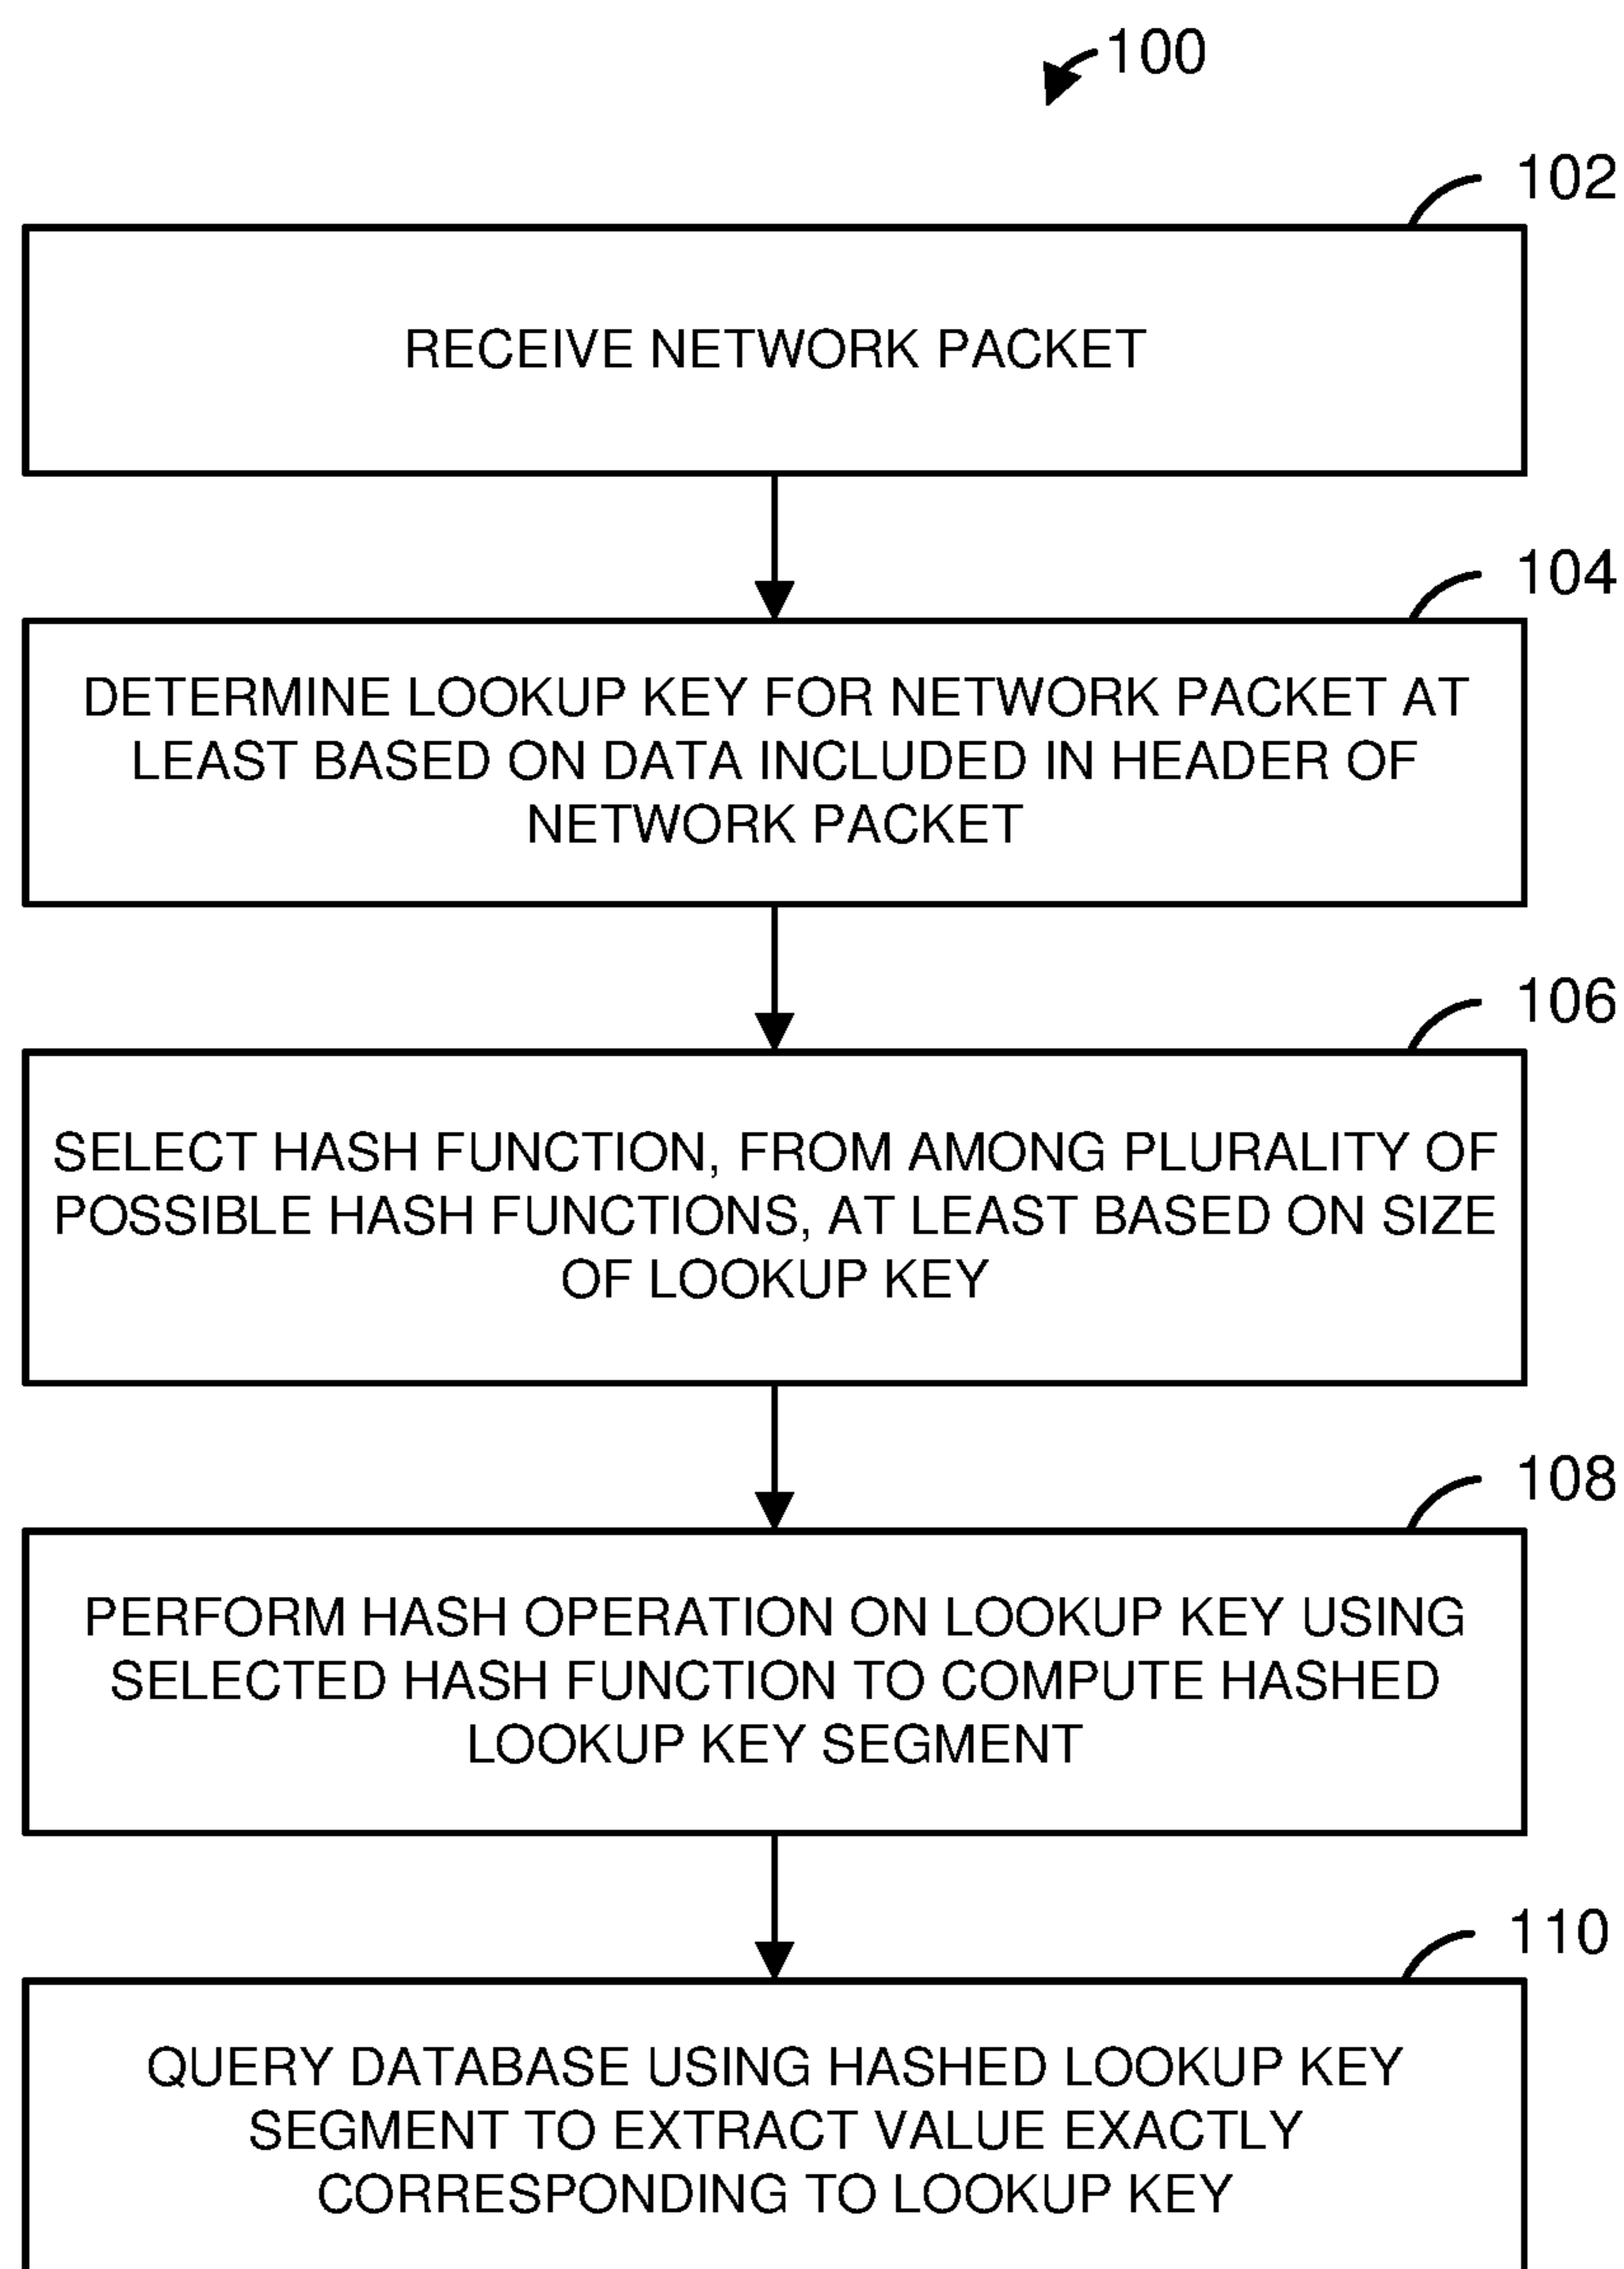 100
102
RECEIVE NETWORK PACKET
104
DETERMINE LOOKUP KEY FOR NETWORK PACKET AT
LEAST BASED ON DATA INCLUDED IN HEADER OF
NETWORK PACKET
106
SELECT HASH FUNCTION, FROM AMONG PLURALITY OF
POSSIBLE HASH FUNCTIONS, AT LEAST BASED ON SIZE
OF LOOKUP KEY
108
PERFORM HASH OPERATION ON LOOKUP KEY USING
SELECTED HASH FUNCTION TO COMPUTE HASHED
LOOKUP KEY SEGMENT
110
QUERY DATABASE USING HASHED LOOKUP KEY
SEGMENT TO EXTRACT VALUE EXACTLY
CORRESPONDING TO LOOKUP KEY